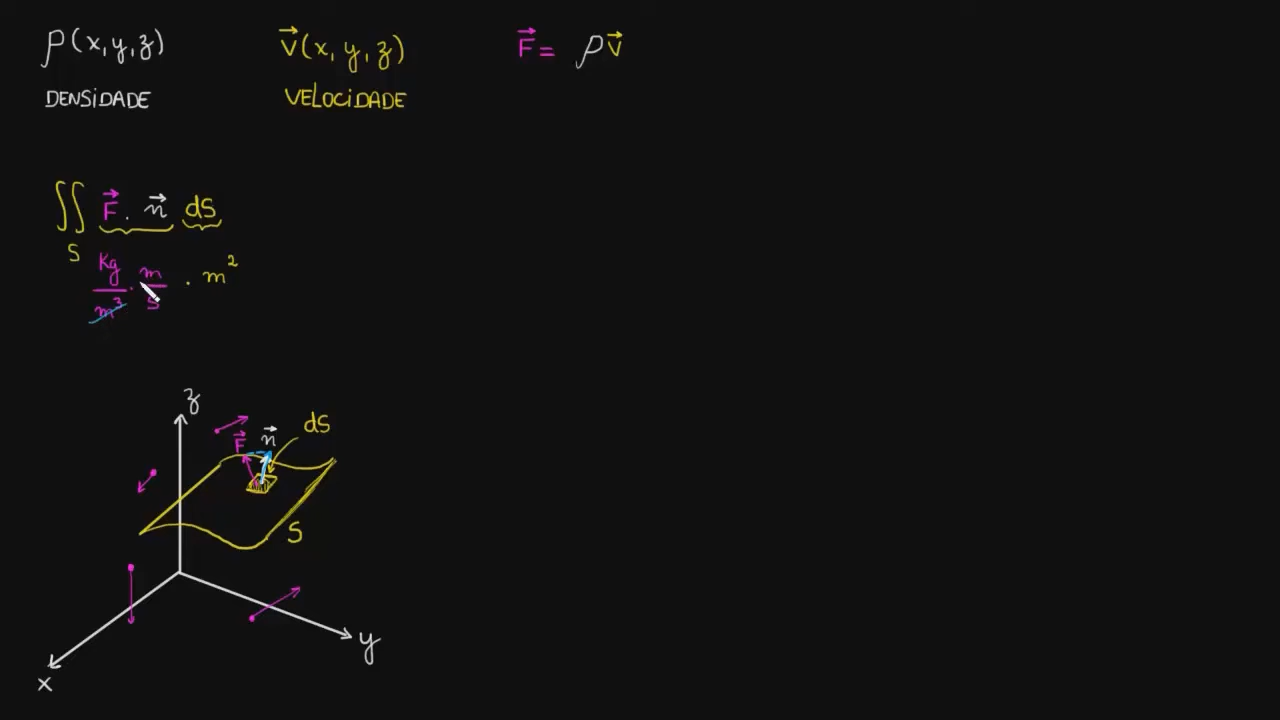 ρ(x,y,z) v⃗(x,y,z) F⃗ = ρv⃗
DENSIDADE VELOCIDADE
∬ F⃗ . n⃗ dS
S
Kg/m³ . m/s . m²
z
dS
F⃗ n⃗
S
y
x